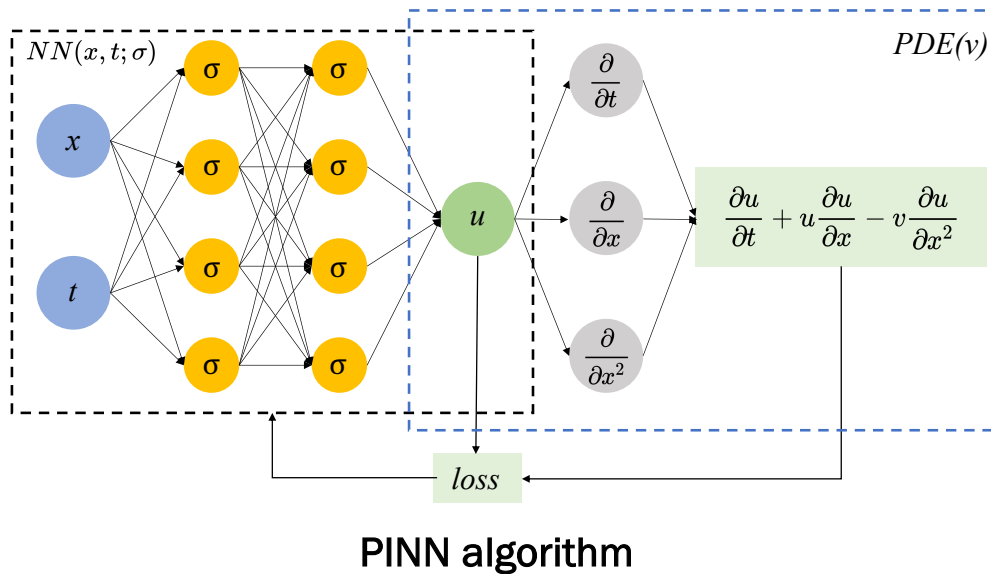 NN(x, t; σ)
PDE(v)
x
t
σ
σ
σ
σ
σ
σ
σ
σ
u
∂/∂t
∂/∂x
∂/∂x²
∂u/∂t + u ∂u/∂x − v ∂u/∂x²
loss
PINN algorithm